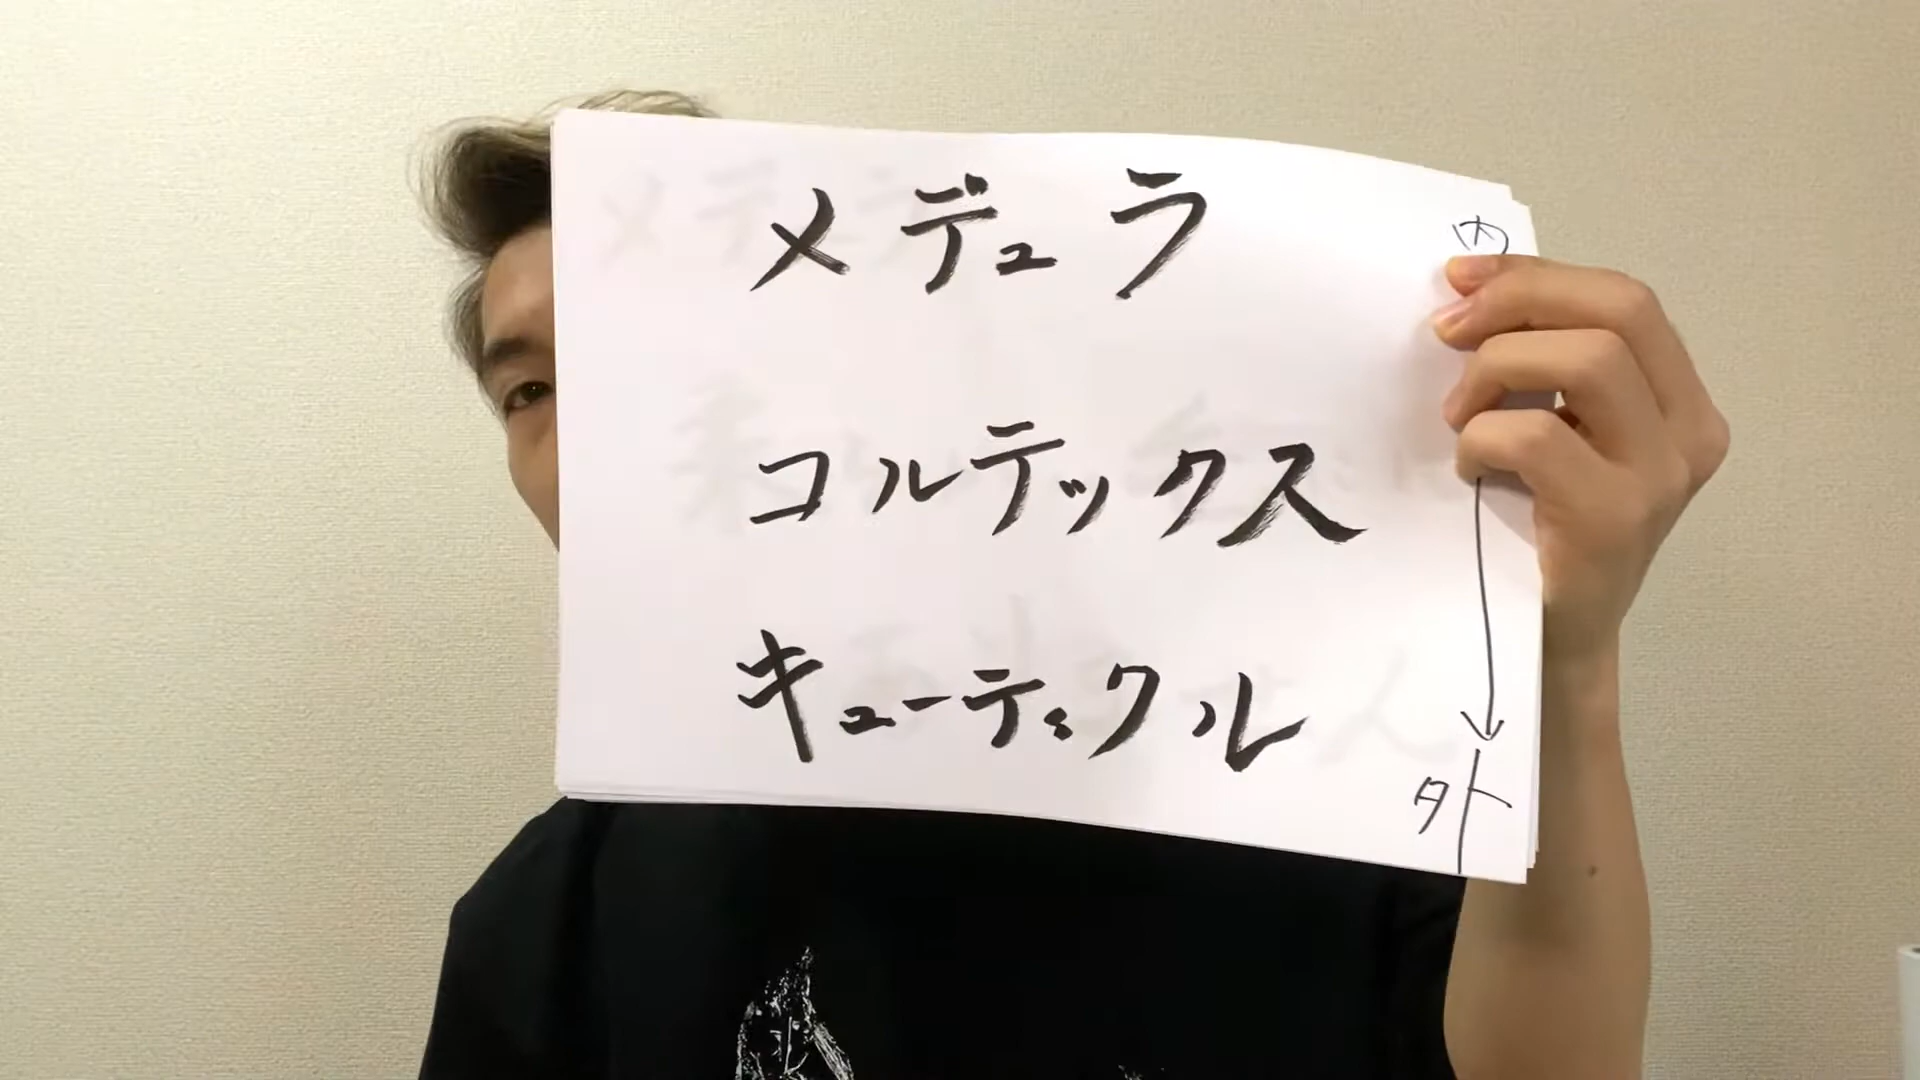 メデュラ
コルテックス
キューティクル
内
外